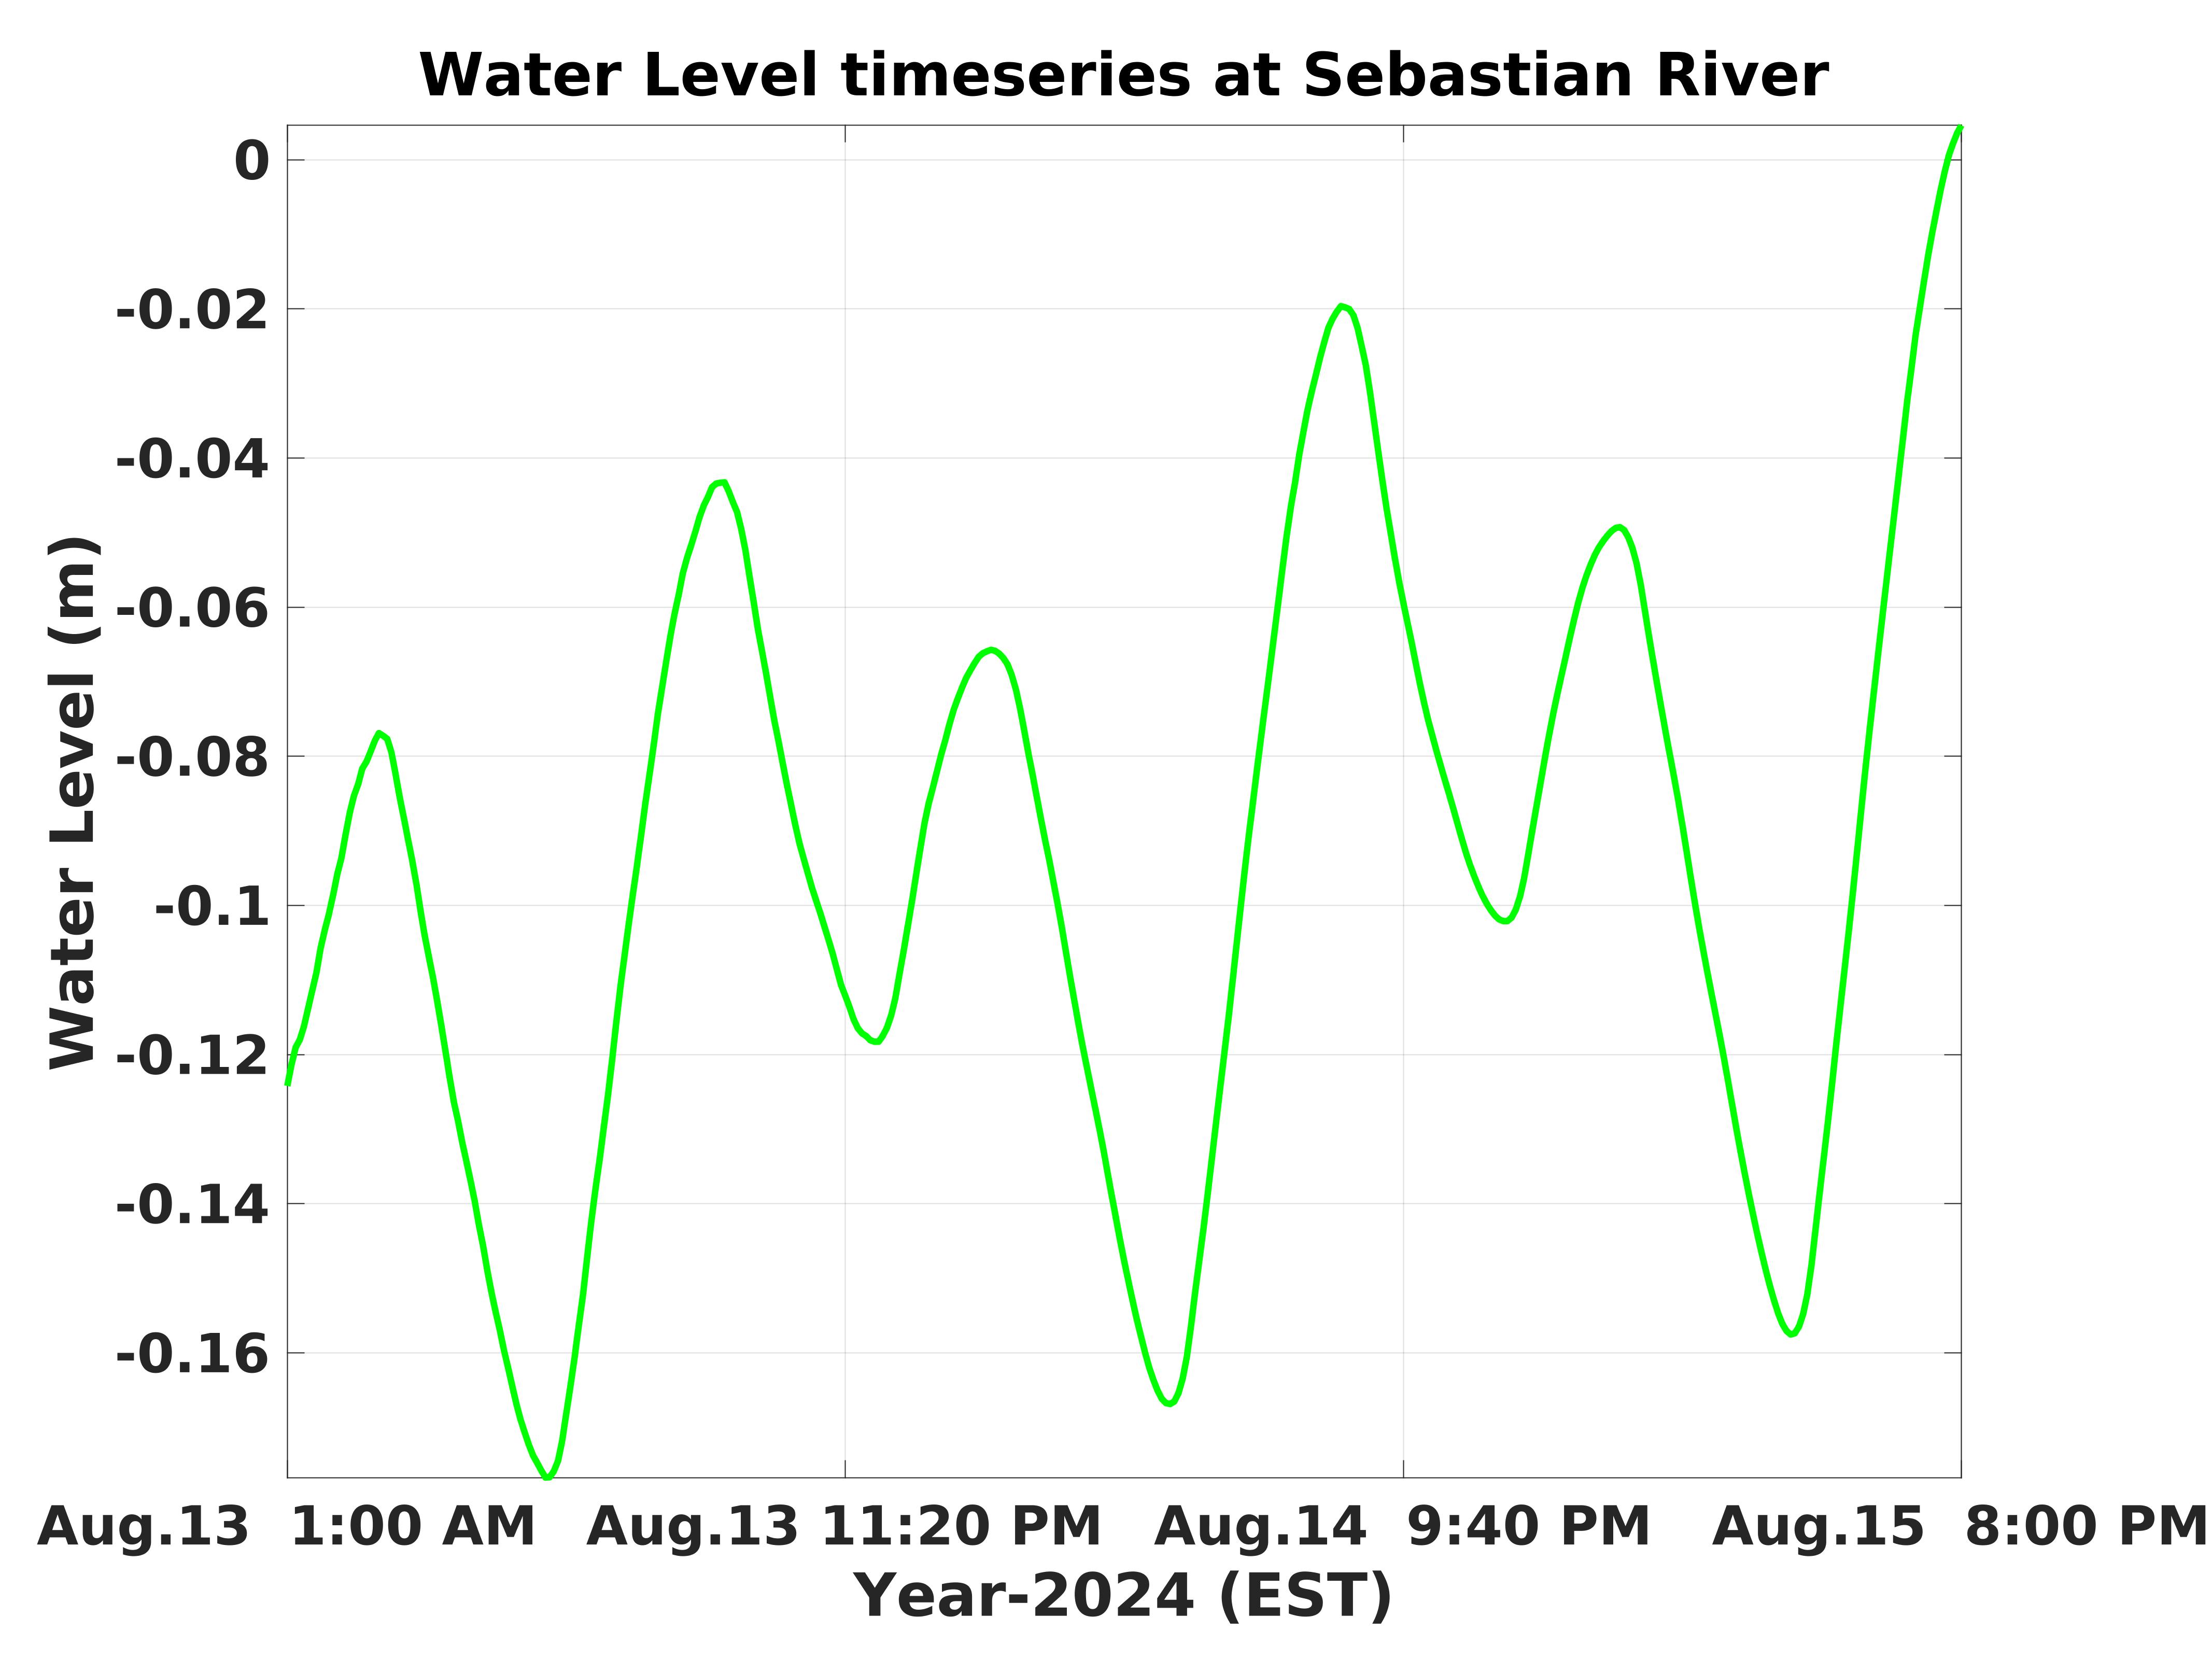 Water Level timeseries at Sebastian River
0
-0.02
-0.04
-0.06
-0.08
-0.1
-0.12
-0.14
-0.16
Water Level (m)
Aug.13  1:00 AM Aug.13 11:20 PM Aug.14  9:40 PM Aug.15  8:00 PM
Year-2024 (EST)